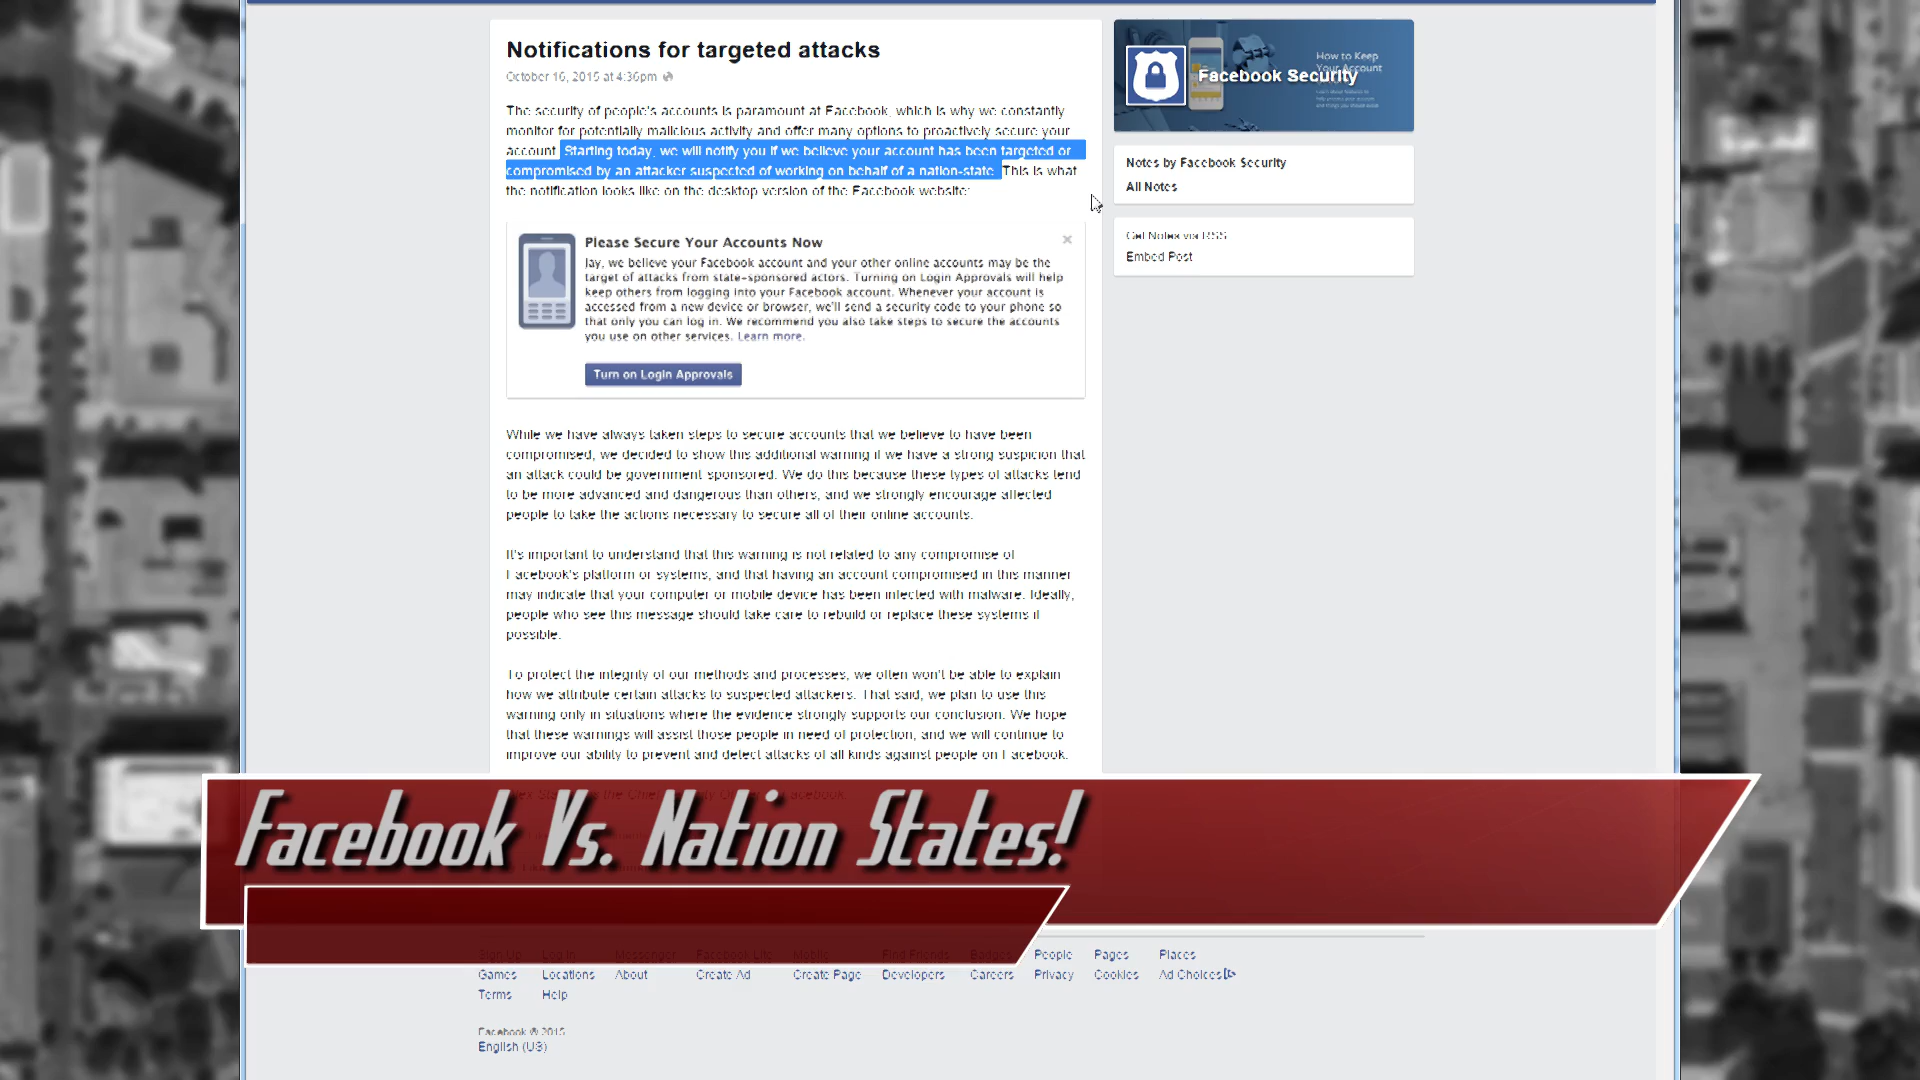 Notifications for targeted attacks
October 16, 2015 at 4:36pm
The security of people's accounts is paramount at Facebook, which is why we constantly
monitor for potentially malicious activity and offer many options to proactively secure your
account. Starting today, we will notify you if we believe your account has been targeted or
compromised by an attacker suspected of working on behalf of a nation-state. This is what
the notification looks like on the desktop version of the Facebook website:
Please Secure Your Accounts Now
Jay, we believe your Facebook account and your other online accounts may be the
target of attacks from state-sponsored actors. Turning on Login Approvals will help
keep others from logging into your Facebook account. Whenever your account is
accessed from a new device or browser, we'll send a security code to your phone so
that only you can log in. We recommend you also take steps to secure the accounts
you use on other services. Learn more.
Turn on Login Approvals
While we have always taken steps to secure accounts that we believe to have been
compromised, we decided to show this additional warning if we have a strong suspicion that
an attack could be government sponsored. We do this because these types of attacks tend
to be more advanced and dangerous than others, and we strongly encourage affected
people to take the actions necessary to secure all of their online accounts.
It's important to understand that this warning is not related to any compromise of
Facebook's platform or systems, and that having an account compromised in this manner
may indicate that your computer or mobile device has been infected with malware. Ideally,
people who see this message should take care to rebuild or replace these systems if
possible.
To protect the integrity of our methods and processes, we often won't be able to explain
how we attribute certain attacks to suspected attackers. That said, we plan to use this
warning only in situations where the evidence strongly supports our conclusion. We hope
that these warnings will assist those people in need of protection, and we will continue to
improve our ability to prevent and detect attacks of all kinds against people on Facebook.
How to Keep
Your Account
Facebook Security
Notes by Facebook Security
All Notes
Get Notes via RSS
Embed Post
Facebook Vs. Nation States!
Sign Up Log In Messenger Facebook Lite Mobile Find Friends Badges People Pages Places
Games Locations About Create Ad Create Page Developers Careers Privacy Cookies Ad Choices
Terms Help
Facebook © 2015
English (US)